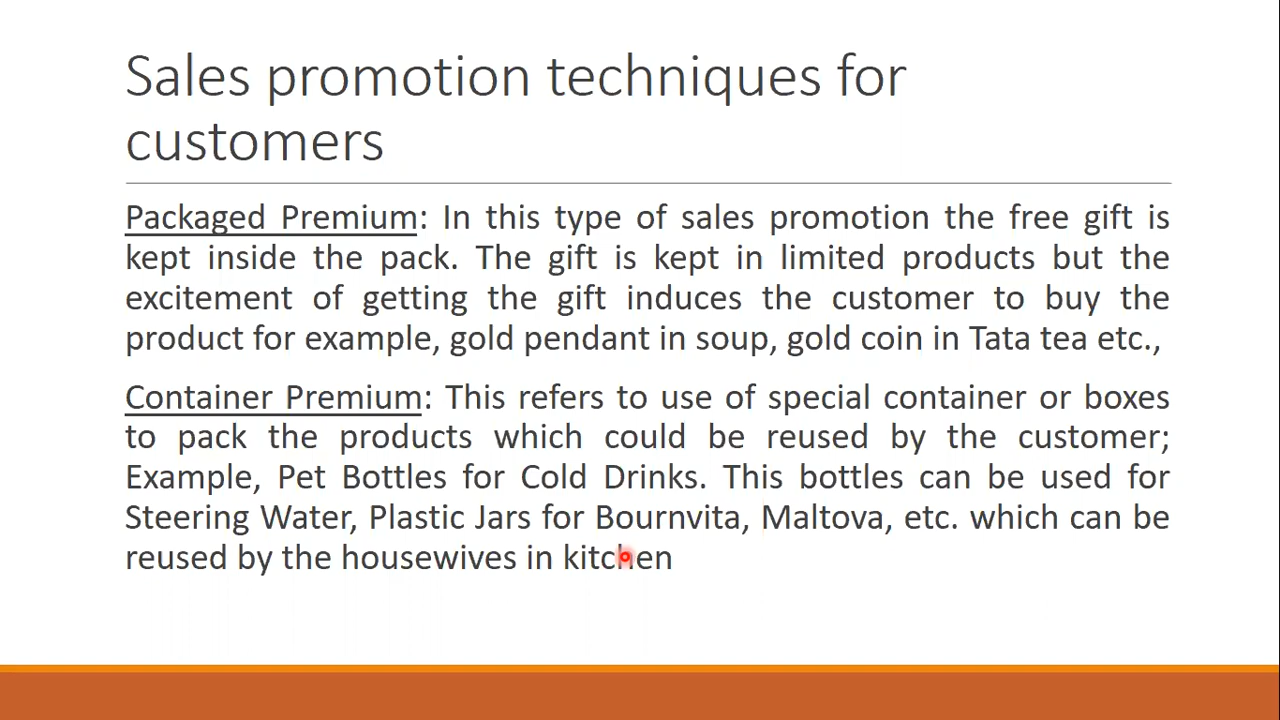 Sales promotion techniques for
customers
Packaged Premium: In this type of sales promotion the free gift is
kept inside the pack. The gift is kept in limited products but the
excitement of getting the gift induces the customer to buy the
product for example, gold pendant in soup, gold coin in Tata tea etc.,
Container Premium: This refers to use of special container or boxes
to pack the products which could be reused by the customer;
Example, Pet Bottles for Cold Drinks. This bottles can be used for
Steering Water, Plastic Jars for Bournvita, Maltova, etc. which can be
reused by the housewives in kitchen